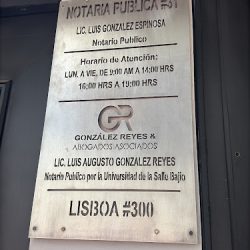 NOTARIA PUBLICA #31
LIC. LUIS GONZALEZ ESPINOSA
Notario Publico
Horario de Atención:
LUN. A VIE. DE 9:00 AM A 14:00 HRS
16:00 HRS A 19:00 HRS
GR
GONZÁLEZ REYES &
ABOGADOS ASOCIADOS
LIC. LUIS AUGUSTO GONZALEZ REYES
Notario Publico por la Universidad de la Salle Bajio
LISBOA #300